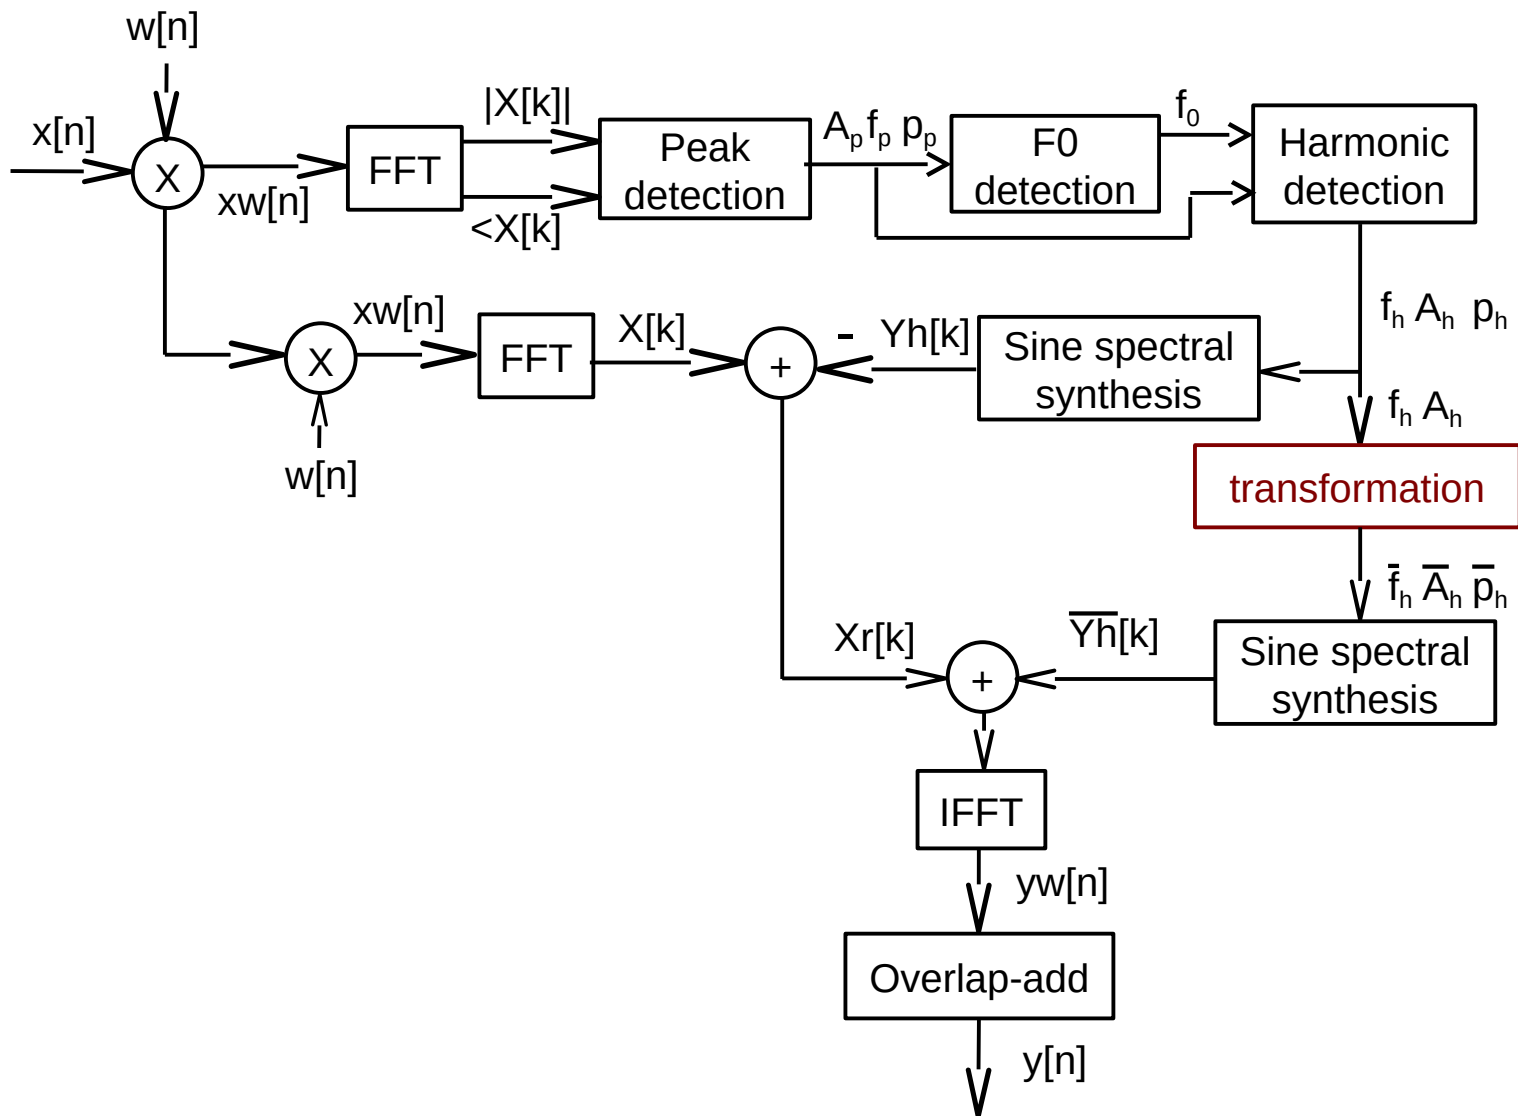 w[n]
x[n]
X
xw[n]
FFT
|X[k]|
<X[k]
Peak
detection
Aₚ fₚ pₚ
F0
detection
f₀
Harmonic
detection
fₕ Aₕ pₕ
xw[n]
X
w[n]
FFT
X[k]
+
-
Yh[k]
Sine spectral
synthesis
fₕ Aₕ
transformation
f̄ₕ A̅ₕ p̅ₕ
Xr[k]
+
Y̅h̅[k]
Sine spectral
synthesis
IFFT
yw[n]
Overlap-add
y[n]